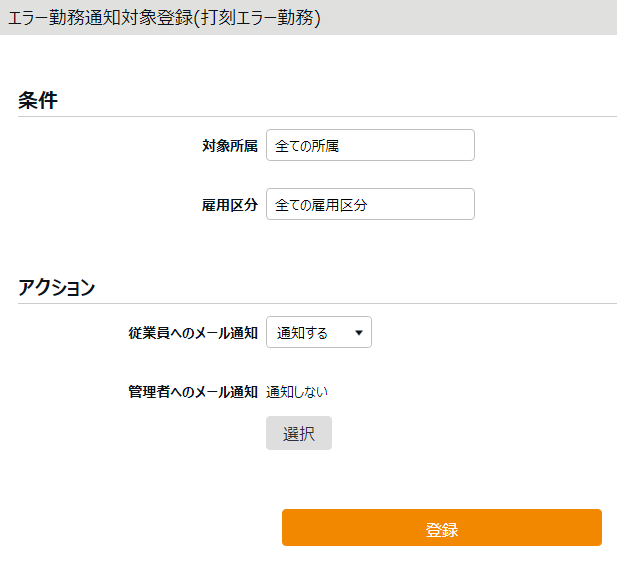 エラー勤務通知対象登録(打刻エラー勤務)
条件
対象所属 全ての所属
雇用区分 全ての雇用区分
アクション
従業員へのメール通知 通知する
管理者へのメール通知 通知しない
選択
登録